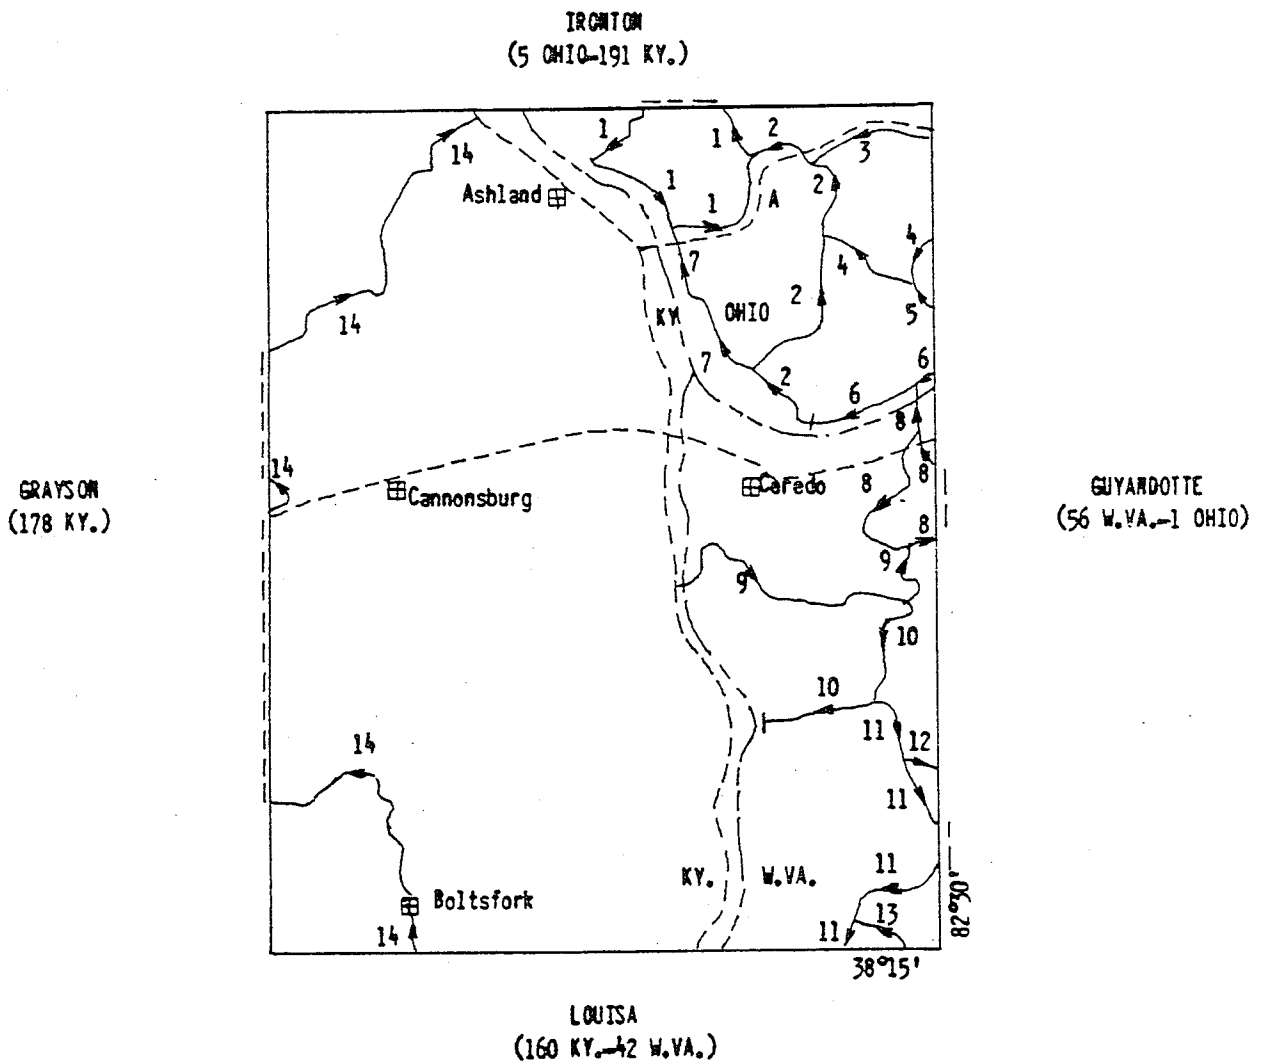 IRONTON
(5 OHIO-191 KY.)
1
1
2
3
14
Ashland
1
2
1
A
4
7
4
14
2
KY
OHIO
5
7
2
6
6
8
14
GRAYSON
(178 KY.)
Cannonsburg
Ceredo
8
8
GUYANDOTTE
(56 W.VA.-1 OHIO)
8
9
9
10
10
11
12
14
11
KY.
W.VA.
11
Boltsfork
14
11
13
82°30'
38°15'
LOUISA
(160 KY.-42 W.VA.)